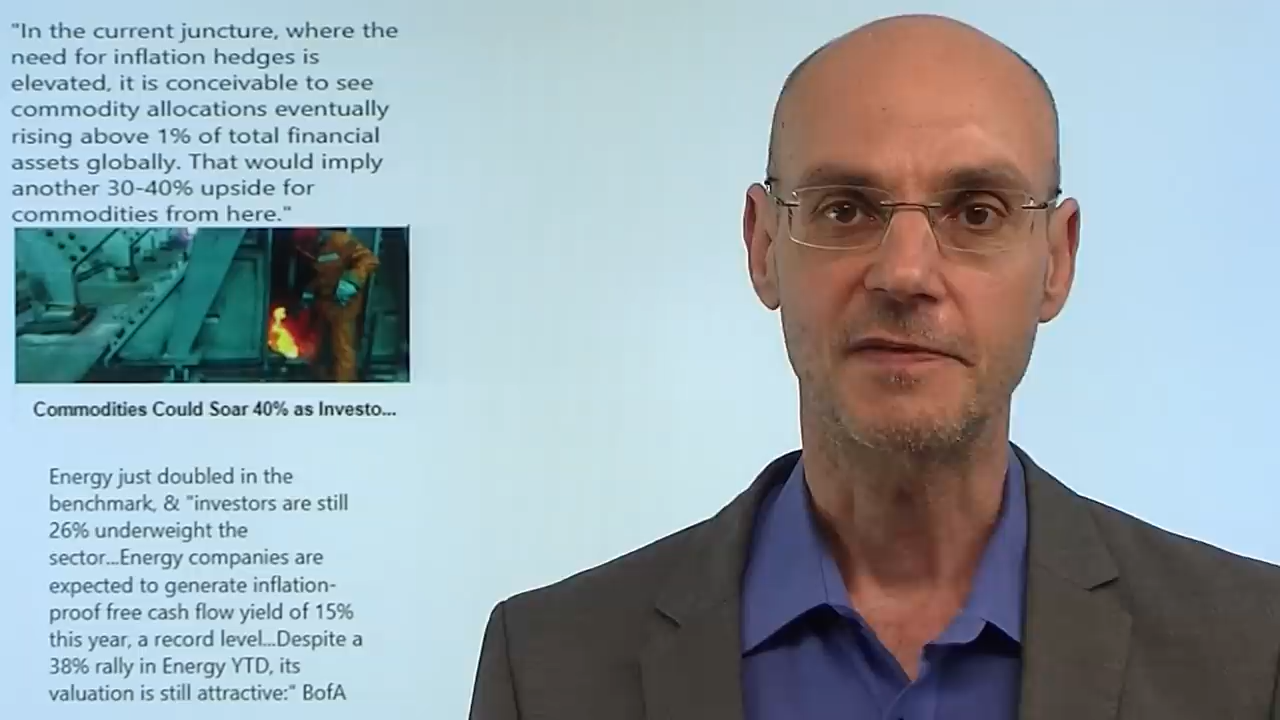 "In the current juncture, where the
need for inflation hedges is
elevated, it is conceivable to see
commodity allocations eventually
rising above 1% of total financial
assets globally. That would imply
another 30-40% upside for
commodities from here."
Commodities Could Soar 40% as Investo...
Energy just doubled in the
benchmark, & "investors are still
26% underweight the
sector...Energy companies are
expected to generate inflation-
proof free cash flow yield of 15%
this year, a record level...Despite a
38% rally in Energy YTD, its
valuation is still attractive:" BofA